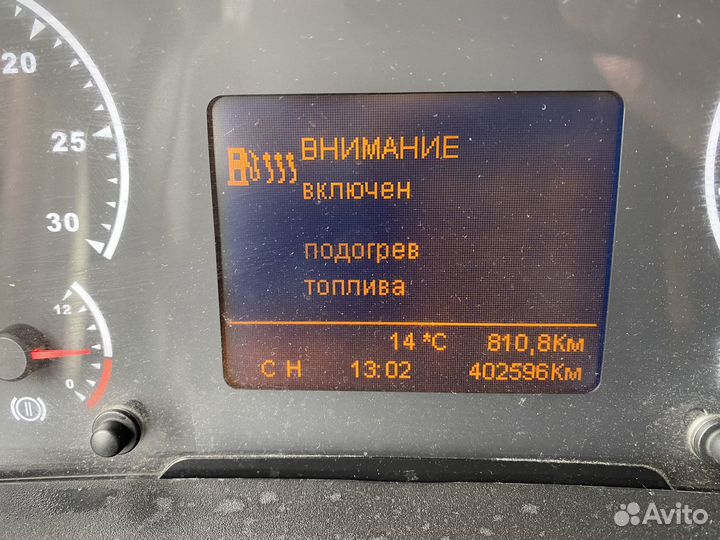 20
25
30
12
0
ВНИМАНИЕ
включен
подогрев
топлива
14 *C 810,8Км
С Н 13:02 402596Км
Avito